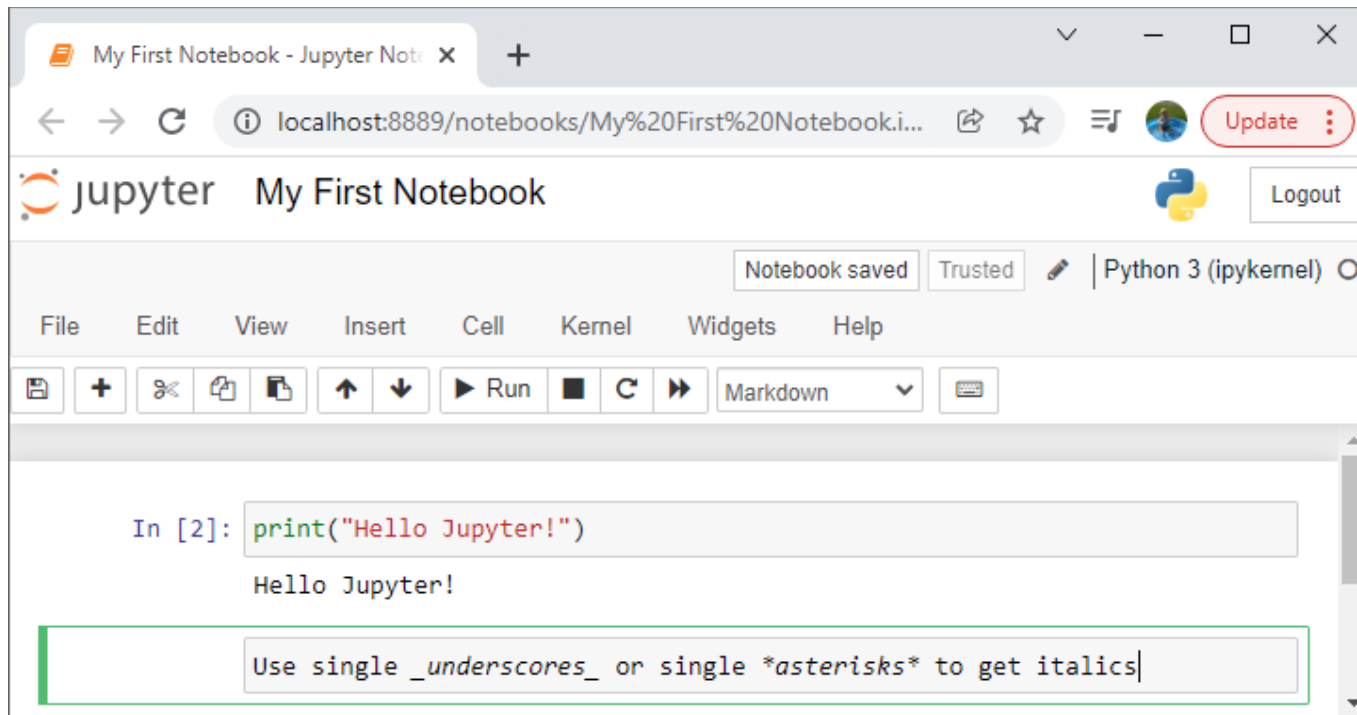 My First Notebook - Jupyter Note
localhost:8889/notebooks/My%20First%20Notebook.i...
Update
jupyter My First Notebook
Logout
Notebook saved Trusted Python 3 (ipykernel)
File Edit View Insert Cell Kernel Widgets Help
Run Markdown
In [2]: print("Hello Jupyter!")
Hello Jupyter!
Use single _underscores_ or single *asterisks* to get italics